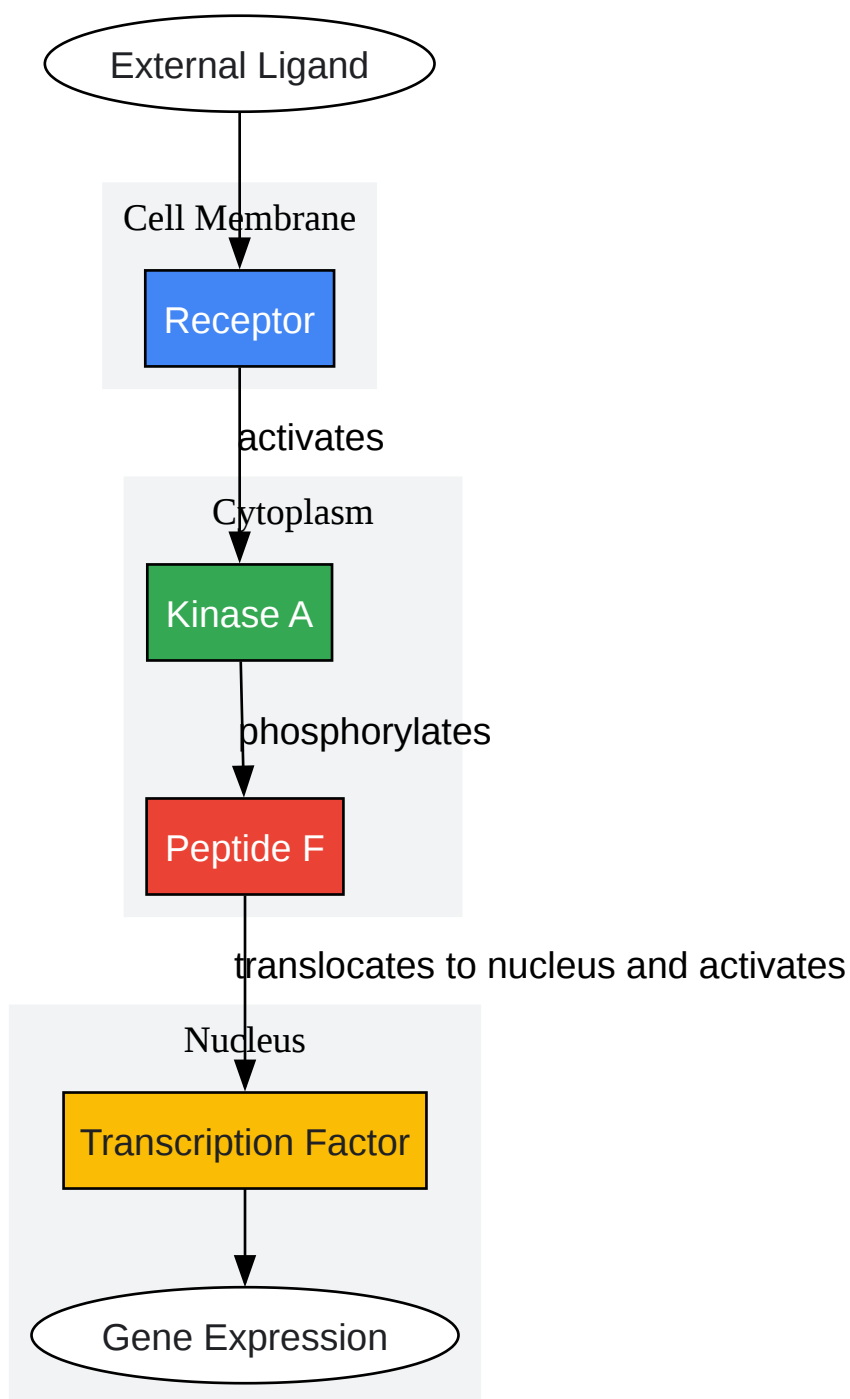 External Ligand
Cell Membrane
Receptor
activates
Cytoplasm
Kinase A
phosphorylates
Peptide F
translocates to nucleus and activates
Nucleus
Transcription Factor
Gene Expression